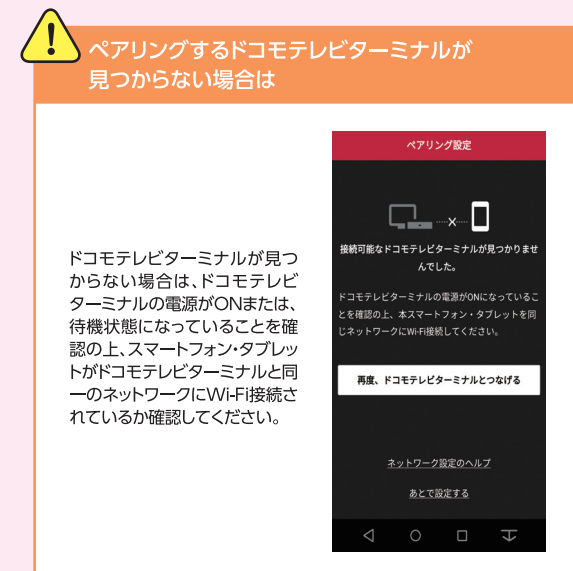 ペアリングするドコモテレビターミナルが
見つからない場合は
ドコモテレビターミナルが見つ
からない場合は、ドコモテレビ
ターミナルの電源がONまたは、
待機状態になっていることを確
認の上、スマートフォン・タブレッ
トがドコモテレビターミナルと同
一のネットワークにWi-Fi接続さ
れているか確認してください。
ペアリング設定
接続可能なドコモテレビターミナルが見つかりませ
んでした。
ドコモテレビターミナルの電源がONになっているこ
とを確認の上、本スマートフォン・タブレットを同
じネットワークにWi-Fi接続してください。
再度、ドコモテレビターミナルとつなげる
ネットワーク設定のヘルプ
あとで設定する